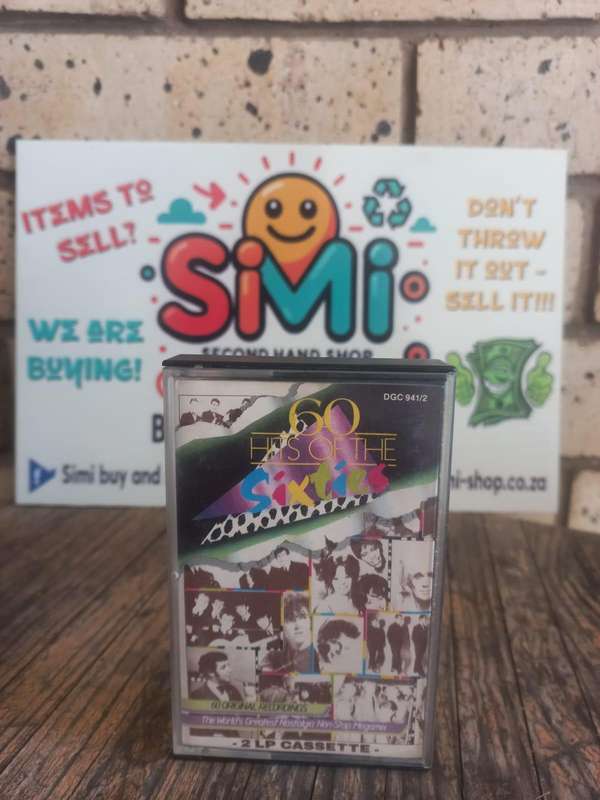 ITEMS TO
SELL?
WE ARE
BUYING!
SiMi
SECOND HAND SHOP
DON'T
THROW
IT OUT -
SELL IT!!!
Simi buy and
mi-shop.co.za
DGC 941/2
60
HITS OF THE
Sixties
60 ORIGINAL RECORDINGS
The World's Greatest Nostalgia Non-Stop Megamix
- 2 LP CASSETTE -